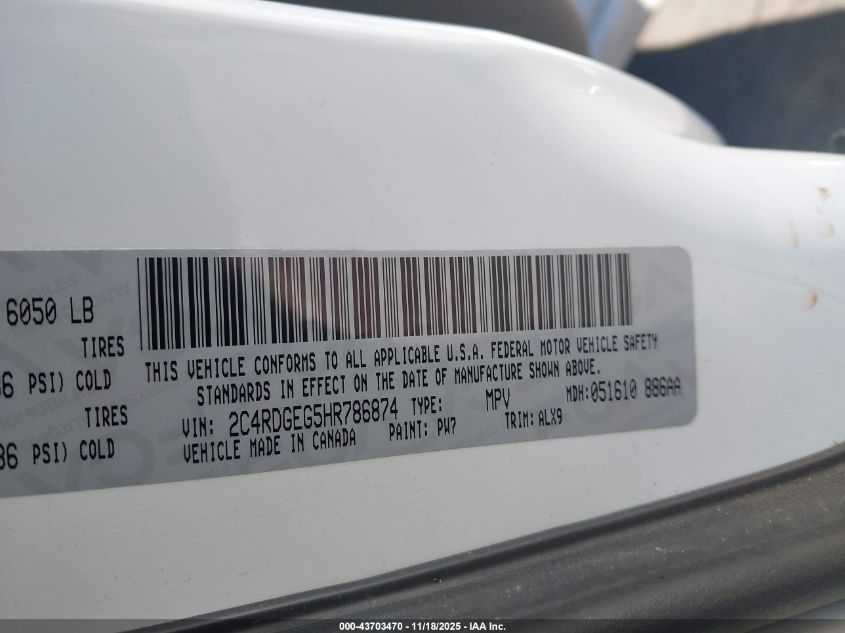 6050 LB
TIRES
36 PSI) COLD
TIRES
36 PSI) COLD
THIS VEHICLE CONFORMS TO ALL APPLICABLE U.S.A. FEDERAL MOTOR VEHICLE SAFETY
STANDARDS IN EFFECT ON THE DATE OF MANUFACTURE SHOWN ABOVE.
VIN: 2C4RDGEG5HR786874 TYPE: MPV MDH:051610 886AA
VEHICLE MADE IN CANADA PAINT: PW7 TRIM:ALX9
000-43703470 - 11/18/2025 - IAA Inc.